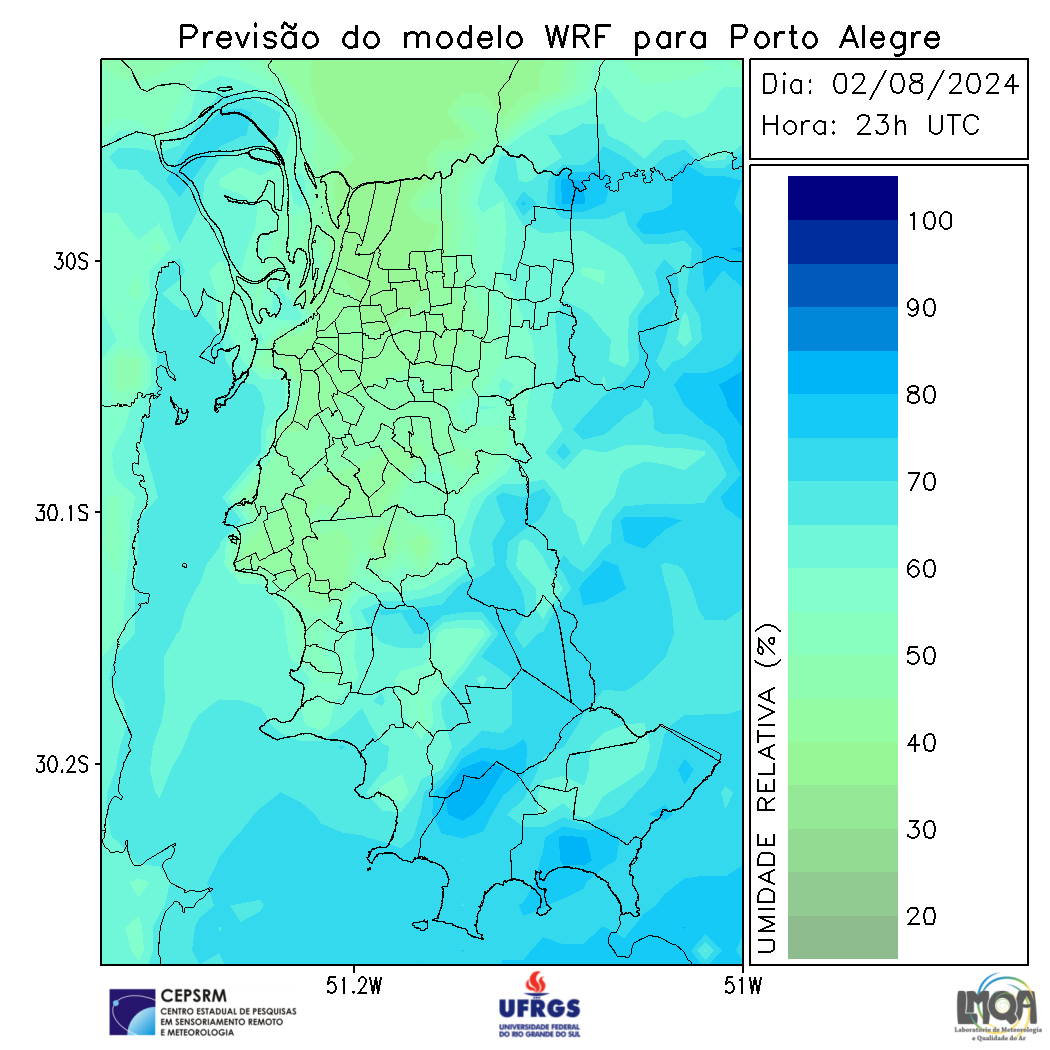 Previsão do modelo WRF para Porto Alegre
Dia: 02/08/2024
Hora: 23h UTC
30S
30.1S
30.2S
51.2W
51W
UMIDADE RELATIVA (%)
100
90
80
70
60
50
40
30
20
CEPSRM
CENTRO ESTADUAL DE PESQUISAS
EM SENSORIAMENTO REMOTO
E METEOROLOGIA
UFRGS
UNIVERSIDADE FEDERAL
DO RIO GRANDE DO SUL
LMQA
Laboratório de Meteorologia
e Qualidade do Ar